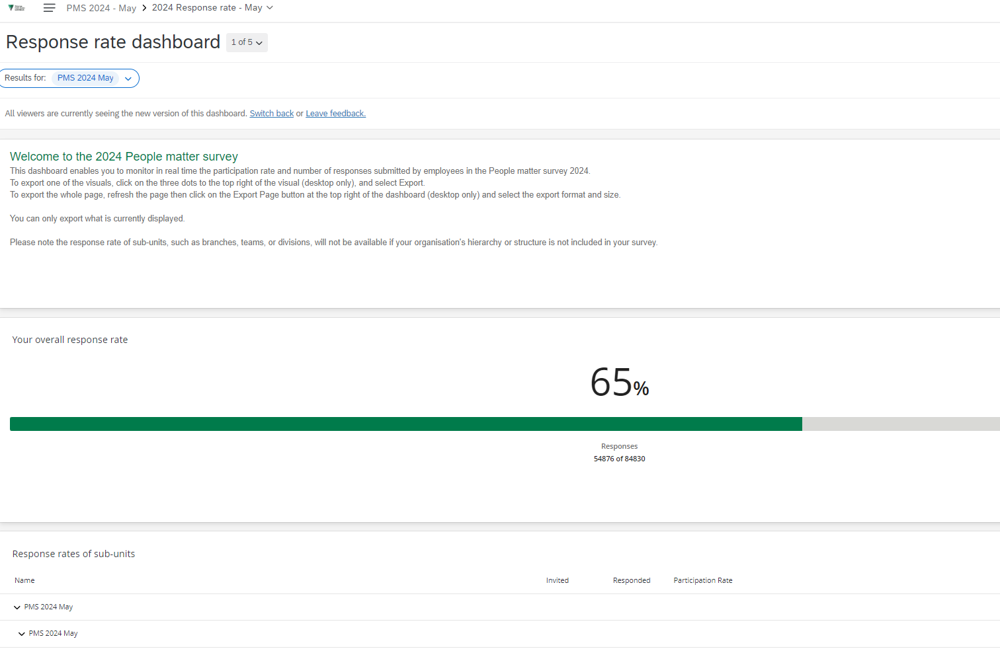 PMS 2024 - May
2024 Response rate - May
Response rate dashboard
1 of 5
Results for: PMS 2024 May
All viewers are currently seeing the new version of this dashboard. Switch back or Leave feedback.
Welcome to the 2024 People matter survey
This dashboard enables you to monitor in real time the participation rate and number of responses submitted by employees in the People matter survey 2024.
To export one of the visuals, click on the three dots to the top right of the visual (desktop only), and select Export.
To export the whole page, refresh the page then click on the Export Page button at the top right of the dashboard (desktop only) and select the export format and size.
You can only export what is currently displayed.
Please note the response rate of sub-units, such as branches, teams, or divisions, will not be available if your organisation's hierarchy or structure is not included in your survey.
Your overall response rate
65%
Responses
54876 of 84830
Response rates of sub-units
Name Invited Responded Participation Rate
PMS 2024 May
PMS 2024 May